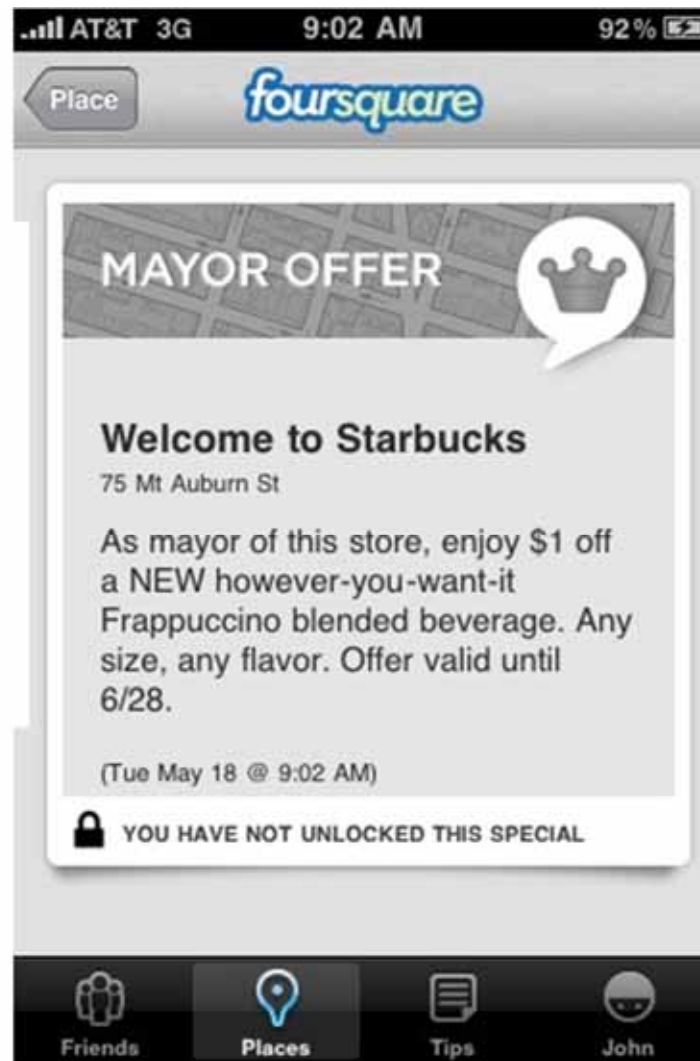 AT&T 3G 9:02 AM 92%
Place foursquare
MAYOR OFFER
Welcome to Starbucks
75 Mt Auburn St
As mayor of this store, enjoy $1 off
a NEW however-you-want-it
Frappuccino blended beverage. Any
size, any flavor. Offer valid until
6/28.
(Tue May 18 @ 9:02 AM)
YOU HAVE NOT UNLOCKED THIS SPECIAL
Friends Places Tips John